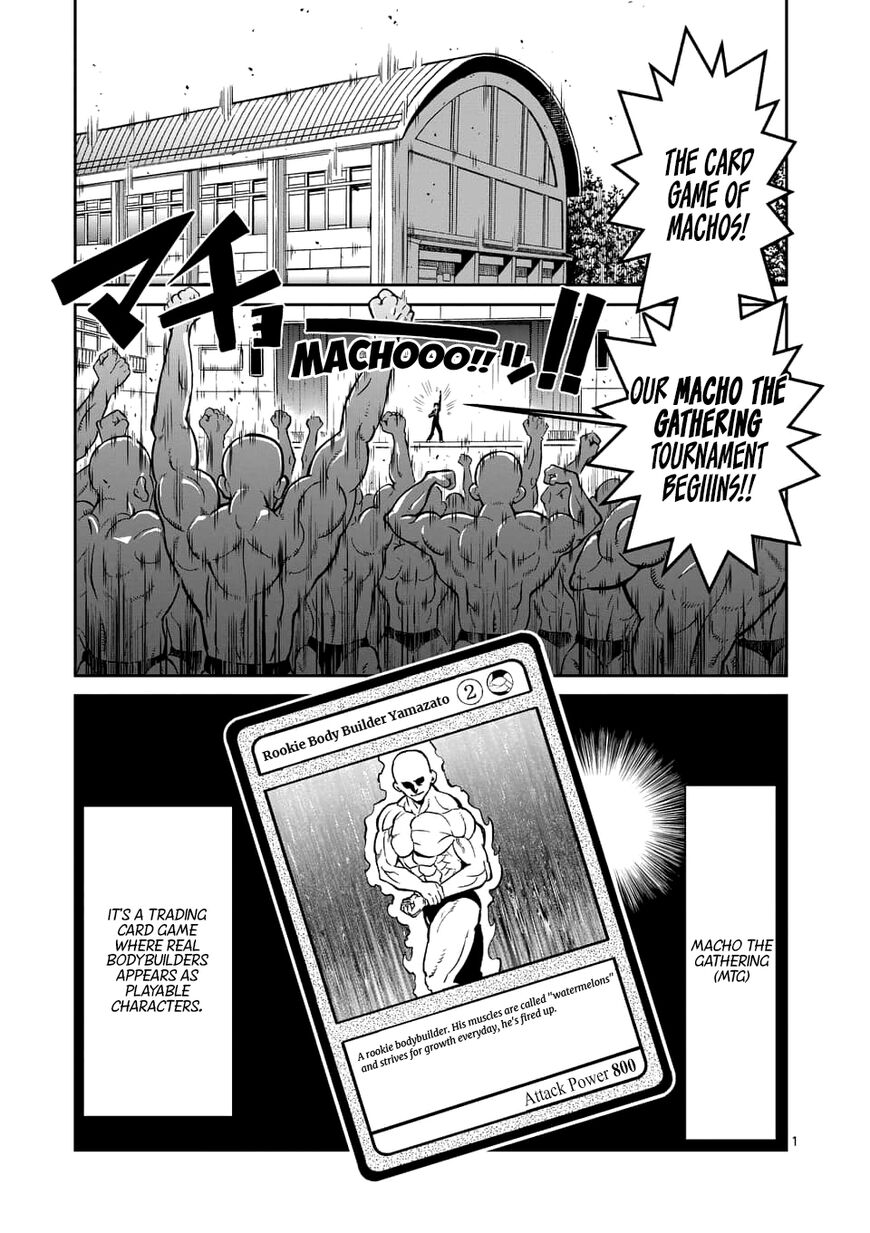 THE CARD
GAME OF
MACHOS!
OUR MACHO THE
GATHERING
TOURNAMENT
BEGIIINS!!
マチョーッ!!
MACHOOO!!
Rookie Body Builder Yamazato 2
A rookie bodybuilder. His muscles are called "watermelons"
and strives for growth everyday, he's fired up.
Attack Power 800
MACHO THE
GATHERING
(MTG)
IT'S A TRADING
CARD GAME
WHERE REAL
BODYBUILDERS
APPEARS AS
PLAYABLE
CHARACTERS.
1